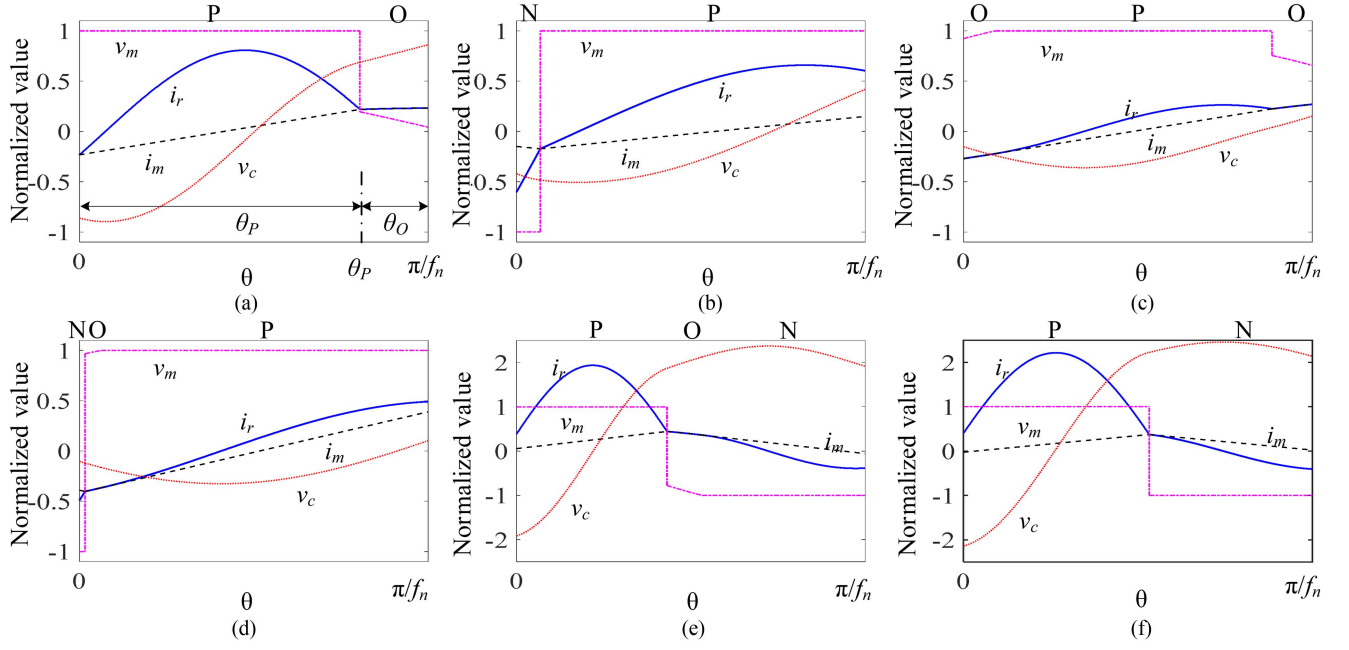 P O
Normalized value
1
0.5
0
-0.5
-1
v_m
i_r
i_m
v_c
θ_P
θ_O
0
θ_P
π/f_n
θ
(a)
N P
Normalized value
1
0.5
0
-0.5
-1
v_m
i_r
i_m
v_c
0
π/f_n
θ
(b)
O P O
Normalized value
1
0.5
0
-0.5
-1
v_m
i_r
i_m
v_c
0
π/f_n
θ
(c)
NO P
Normalized value
1
0.5
0
-0.5
-1
v_m
i_r
i_m
v_c
0
π/f_n
θ
(d)
P O N
Normalized value
2
1
0
-1
-2
i_r
v_m
i_m
v_c
0
π/f_n
θ
(e)
P N
Normalized value
2
1
0
-1
-2
i_r
v_m
i_m
v_c
0
π/f_n
θ
(f)